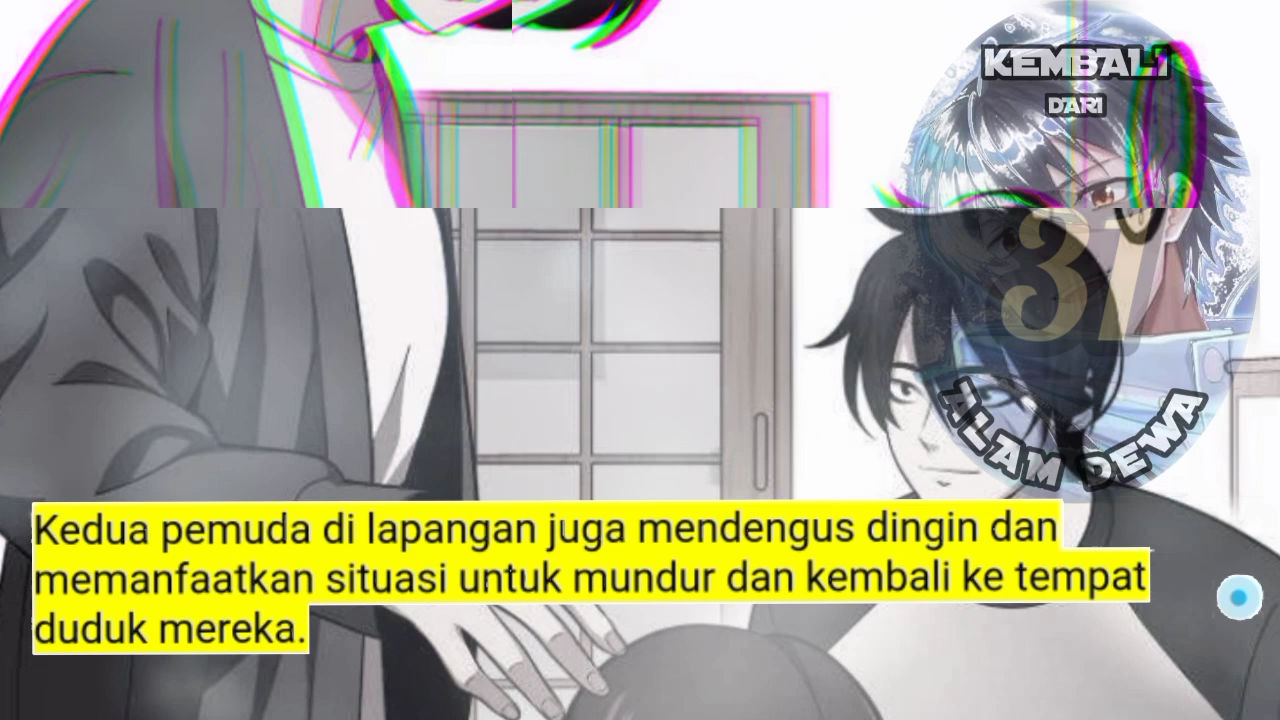 KEMBALI
DARI
37
ALAM DEWA
Kedua pemuda di lapangan juga mendengus dingin dan
memanfaatkan situasi untuk mundur dan kembali ke tempat
duduk mereka.